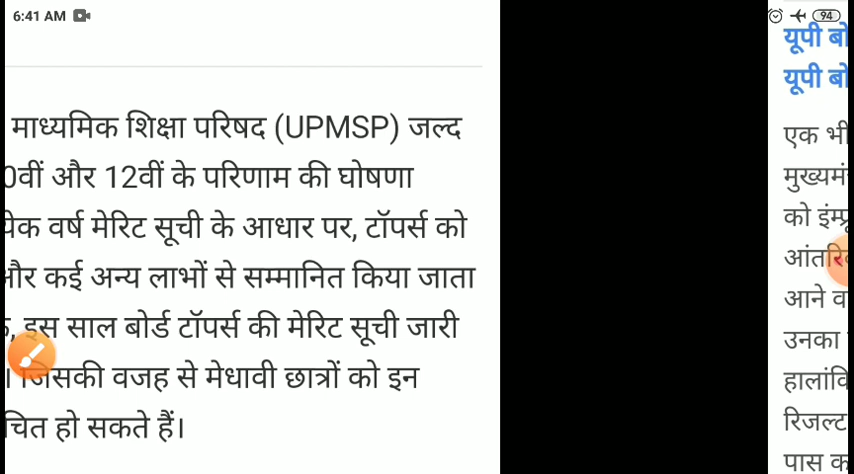 6:41 AM
94
माध्यमिक शिक्षा परिषद (UPMSP) जल्द
0वीं और 12वीं के परिणाम की घोषणा
वर्ष मेरिट सूची के आधार पर, टॉपर्स को
और कई अन्य लाभों से सम्मानित किया जाता
इस साल बोर्ड टॉपर्स की मेरिट सूची जारी
। जिसकी वजह से मेधावी छात्रों को इन
चित हो सकते हैं।
यूपी बो
यूपी बो
एक भी
मुख्यमं
को इंम्प्रू
आंतरि
आने व
उनका
हालांकि
रिजल्ट
पास क